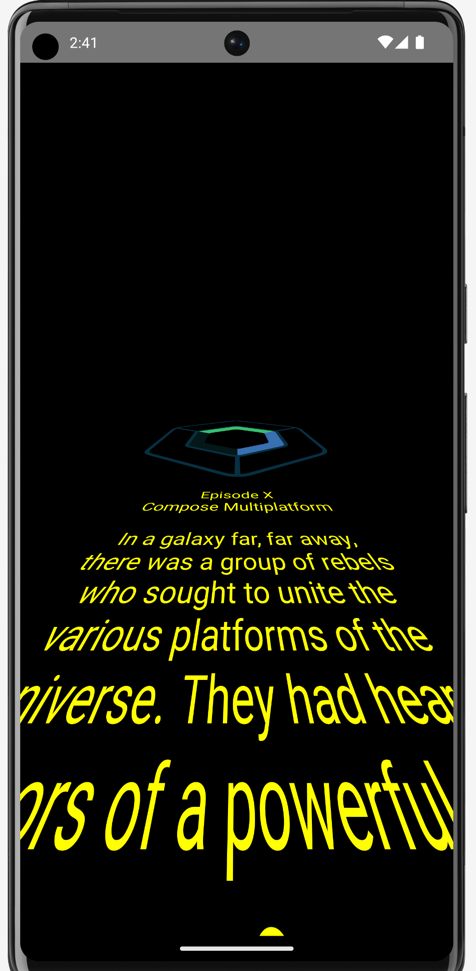 2:41
Episode X
Compose Multiplatform
In a galaxy far, far away,
there was a group of rebels
who sought to unite the
various platforms of the
niverse. They had hear
ors of a powerful